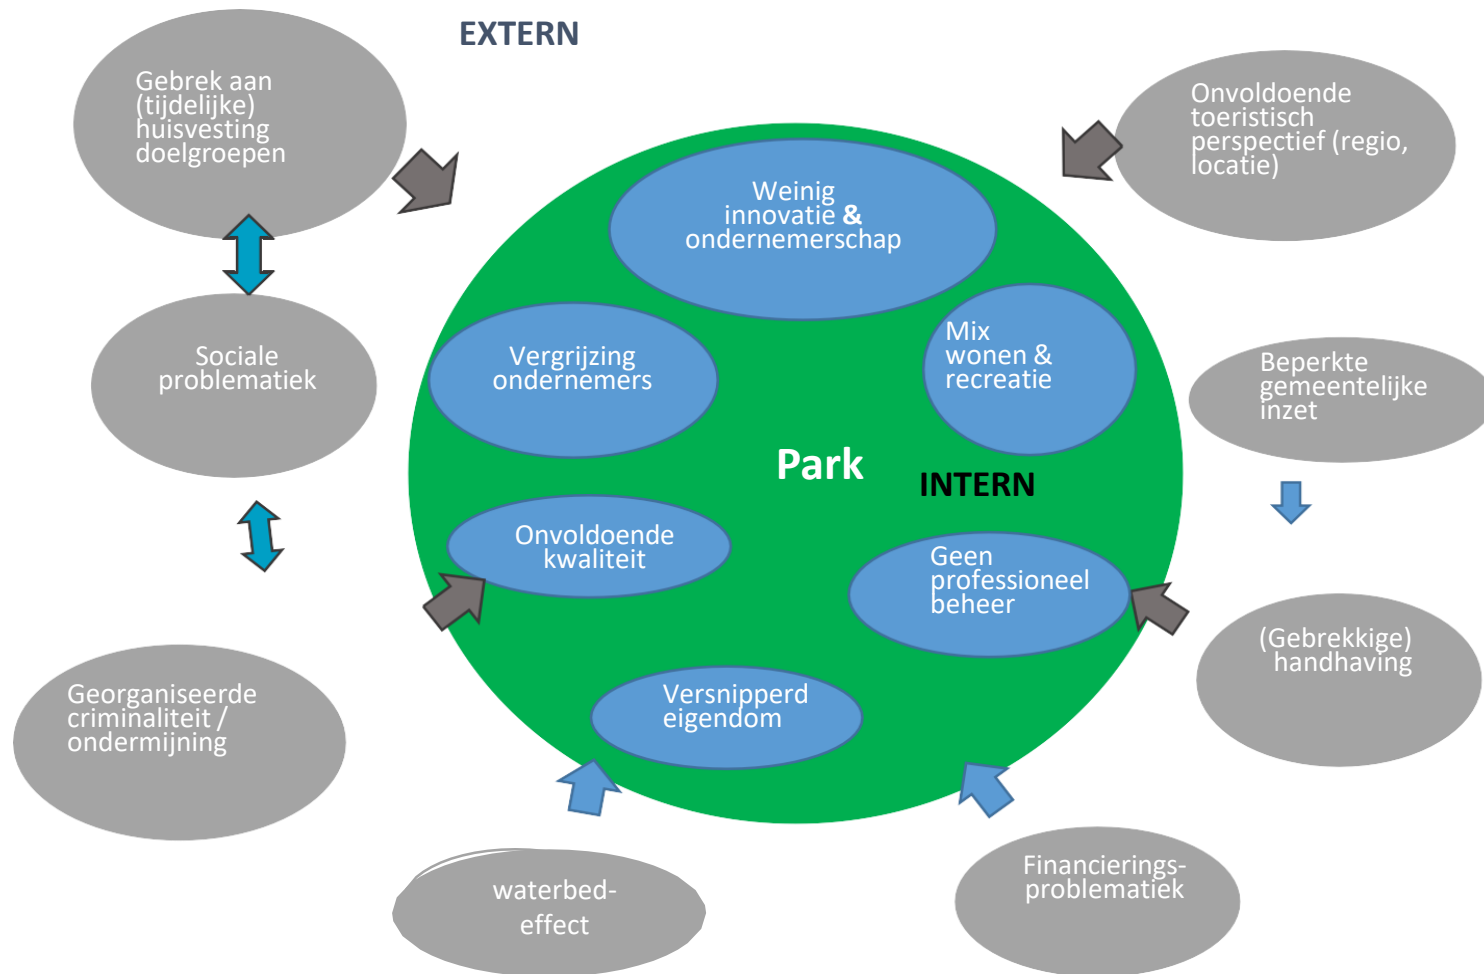 EXTERN
Gebrek aan
(tijdelijke)
huisvesting
doelgroepen
Onvoldoende
toeristisch
perspectief (regio,
locatie)
Weinig
innovatie &
ondernemerschap
Sociale
problematiek
Vergrijzing
ondernemers
Mix
wonen &
recreatie
Beperkte
gemeentelijke
inzet
Park
INTERN
Onvoldoende
kwaliteit
Geen
professioneel
beheer
(Gebrekkige)
handhaving
Georganiseerde
criminaliteit /
ondermijning
Versnipperd
eigendom
waterbed-
effect
Financierings-
problematiek